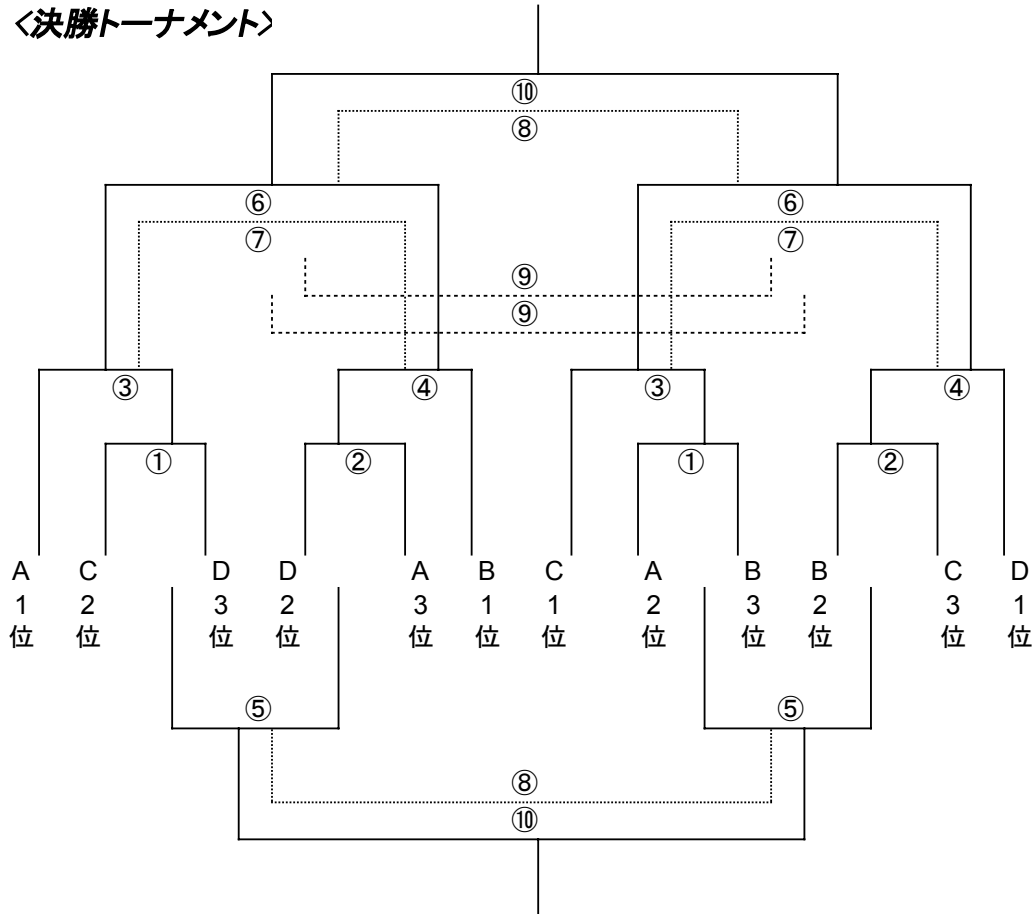 <決勝トーナメント>
⑩
⑧
⑥ ⑥
⑦ ⑦
⑨
⑨
③ ④ ③ ④
① ② ① ②
A C D D A B C A B B C D
1 2 3 2 3 1 1 2 3 2 3 1
位 位 位 位 位 位 位 位 位 位 位 位
⑤ ⑤
⑧
⑩